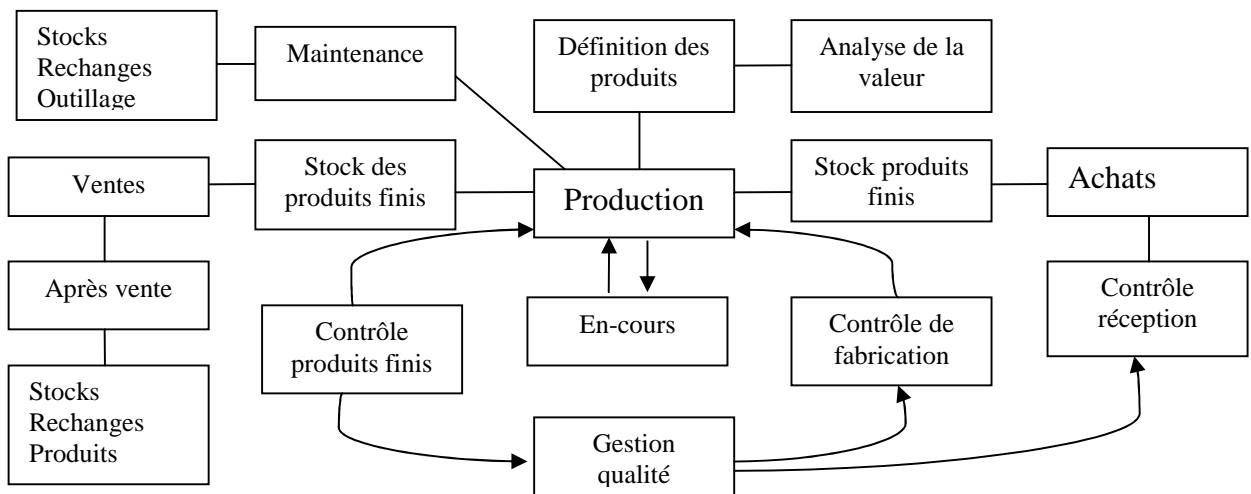 Stocks
Rechanges
Outillage
Maintenance
Définition des
produits
Analyse de la
valeur
Ventes
Stock des
produits finis
Production
Stock produits
finis
Achats
Après vente
Contrôle
produits finis
En-cours
Contrôle de
fabrication
Contrôle
réception
Stocks
Rechanges
Produits
Gestion
qualité